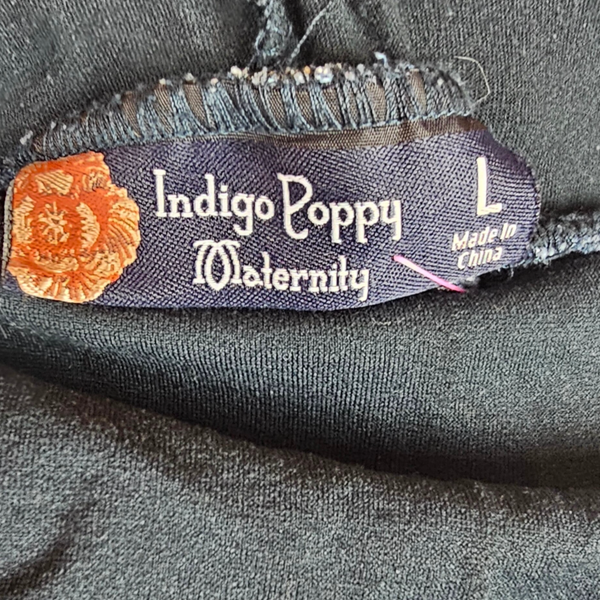 Indigo Poppy
Maternity
L
Made In
China